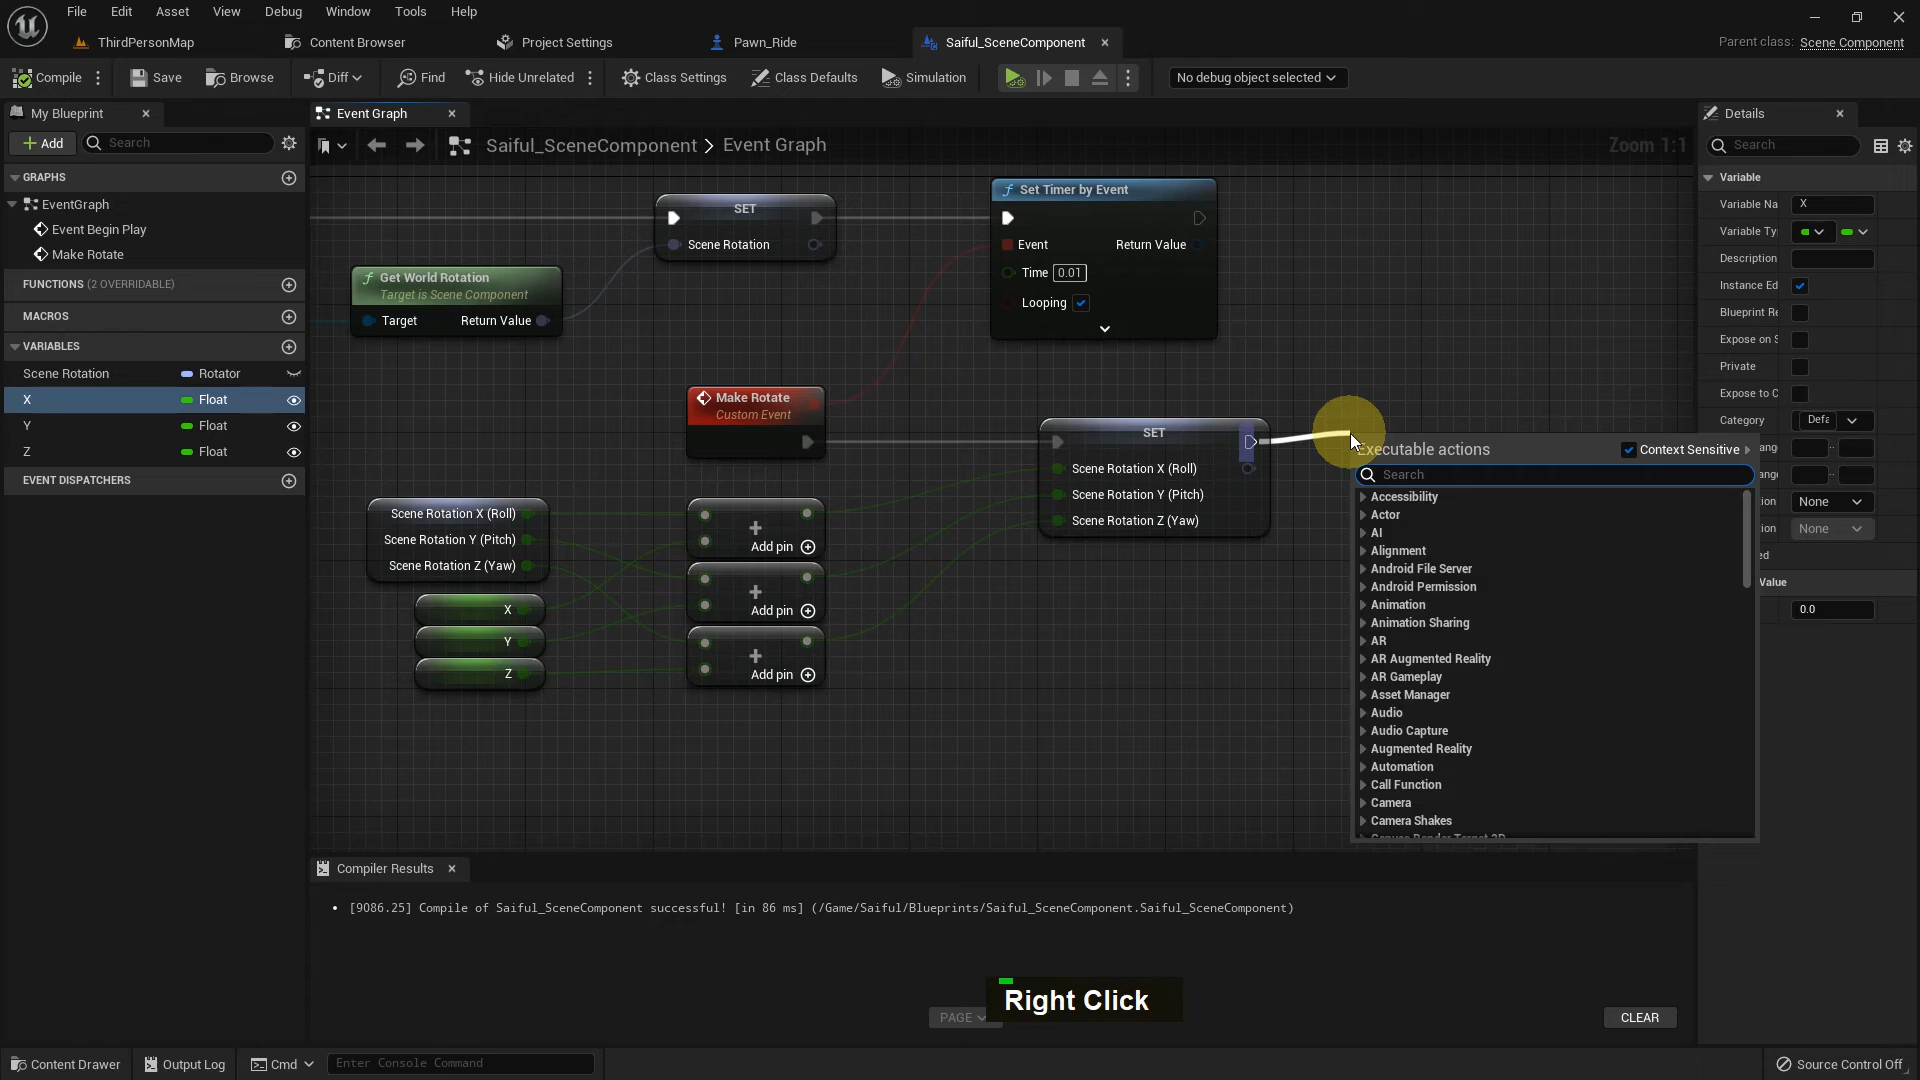 File Edit Asset View Debug Window Tools Help
ThirdPersonMap Content Browser Project Settings Pawn_Ride Saiful_SceneComponent
Parent class: Scene Component
Compile Save Browse Diff Find Hide Unrelated Class Settings Class Defaults Simulation No debug object selected
My Blueprint
Add Search
GRAPHS
EventGraph
Event Begin Play
Make Rotate
FUNCTIONS (2 OVERRIDABLE)
MACROS
VARIABLES
Scene Rotation Rotator
X Float
Y Float
Z Float
EVENT DISPATCHERS
Event Graph
Saiful_SceneComponent > Event Graph
Zoom 1:1
SET
Scene Rotation
Get World Rotation
Target is Scene Component
Target Return Value
Set Timer by Event
Event Return Value
Time 0.01
Looping
Make Rotate
Custom Event
SET
Scene Rotation X (Roll)
Scene Rotation Y (Pitch)
Scene Rotation Z (Yaw)
Scene Rotation X (Roll)
Scene Rotation Y (Pitch)
Scene Rotation Z (Yaw)
X
Y
Z
Add pin
Add pin
Add pin
Executable actions Context Sensitive
Search
Accessibility
Actor
AI
Alignment
Android File Server
Android Permission
Animation
Animation Sharing
AR
AR Augmented Reality
AR Gameplay
Asset Manager
Audio
Audio Capture
Augmented Reality
Automation
Call Function
Camera
Camera Shakes
Details
Search
Variable
Variable Na X
Variable Ty
Description
Instance Ed
Blueprint Re
Expose on S
Private
Expose to C
Category Defa
None
None
Value
0.0
Compiler Results
[9086.25] Compile of Saiful_SceneComponent successful! [in 86 ms] (/Game/Saiful/Blueprints/Saiful_SceneComponent.Saiful_SceneComponent)
Right Click
PAGE
CLEAR
Content Drawer Output Log Cmd Enter Console Command Source Control Off